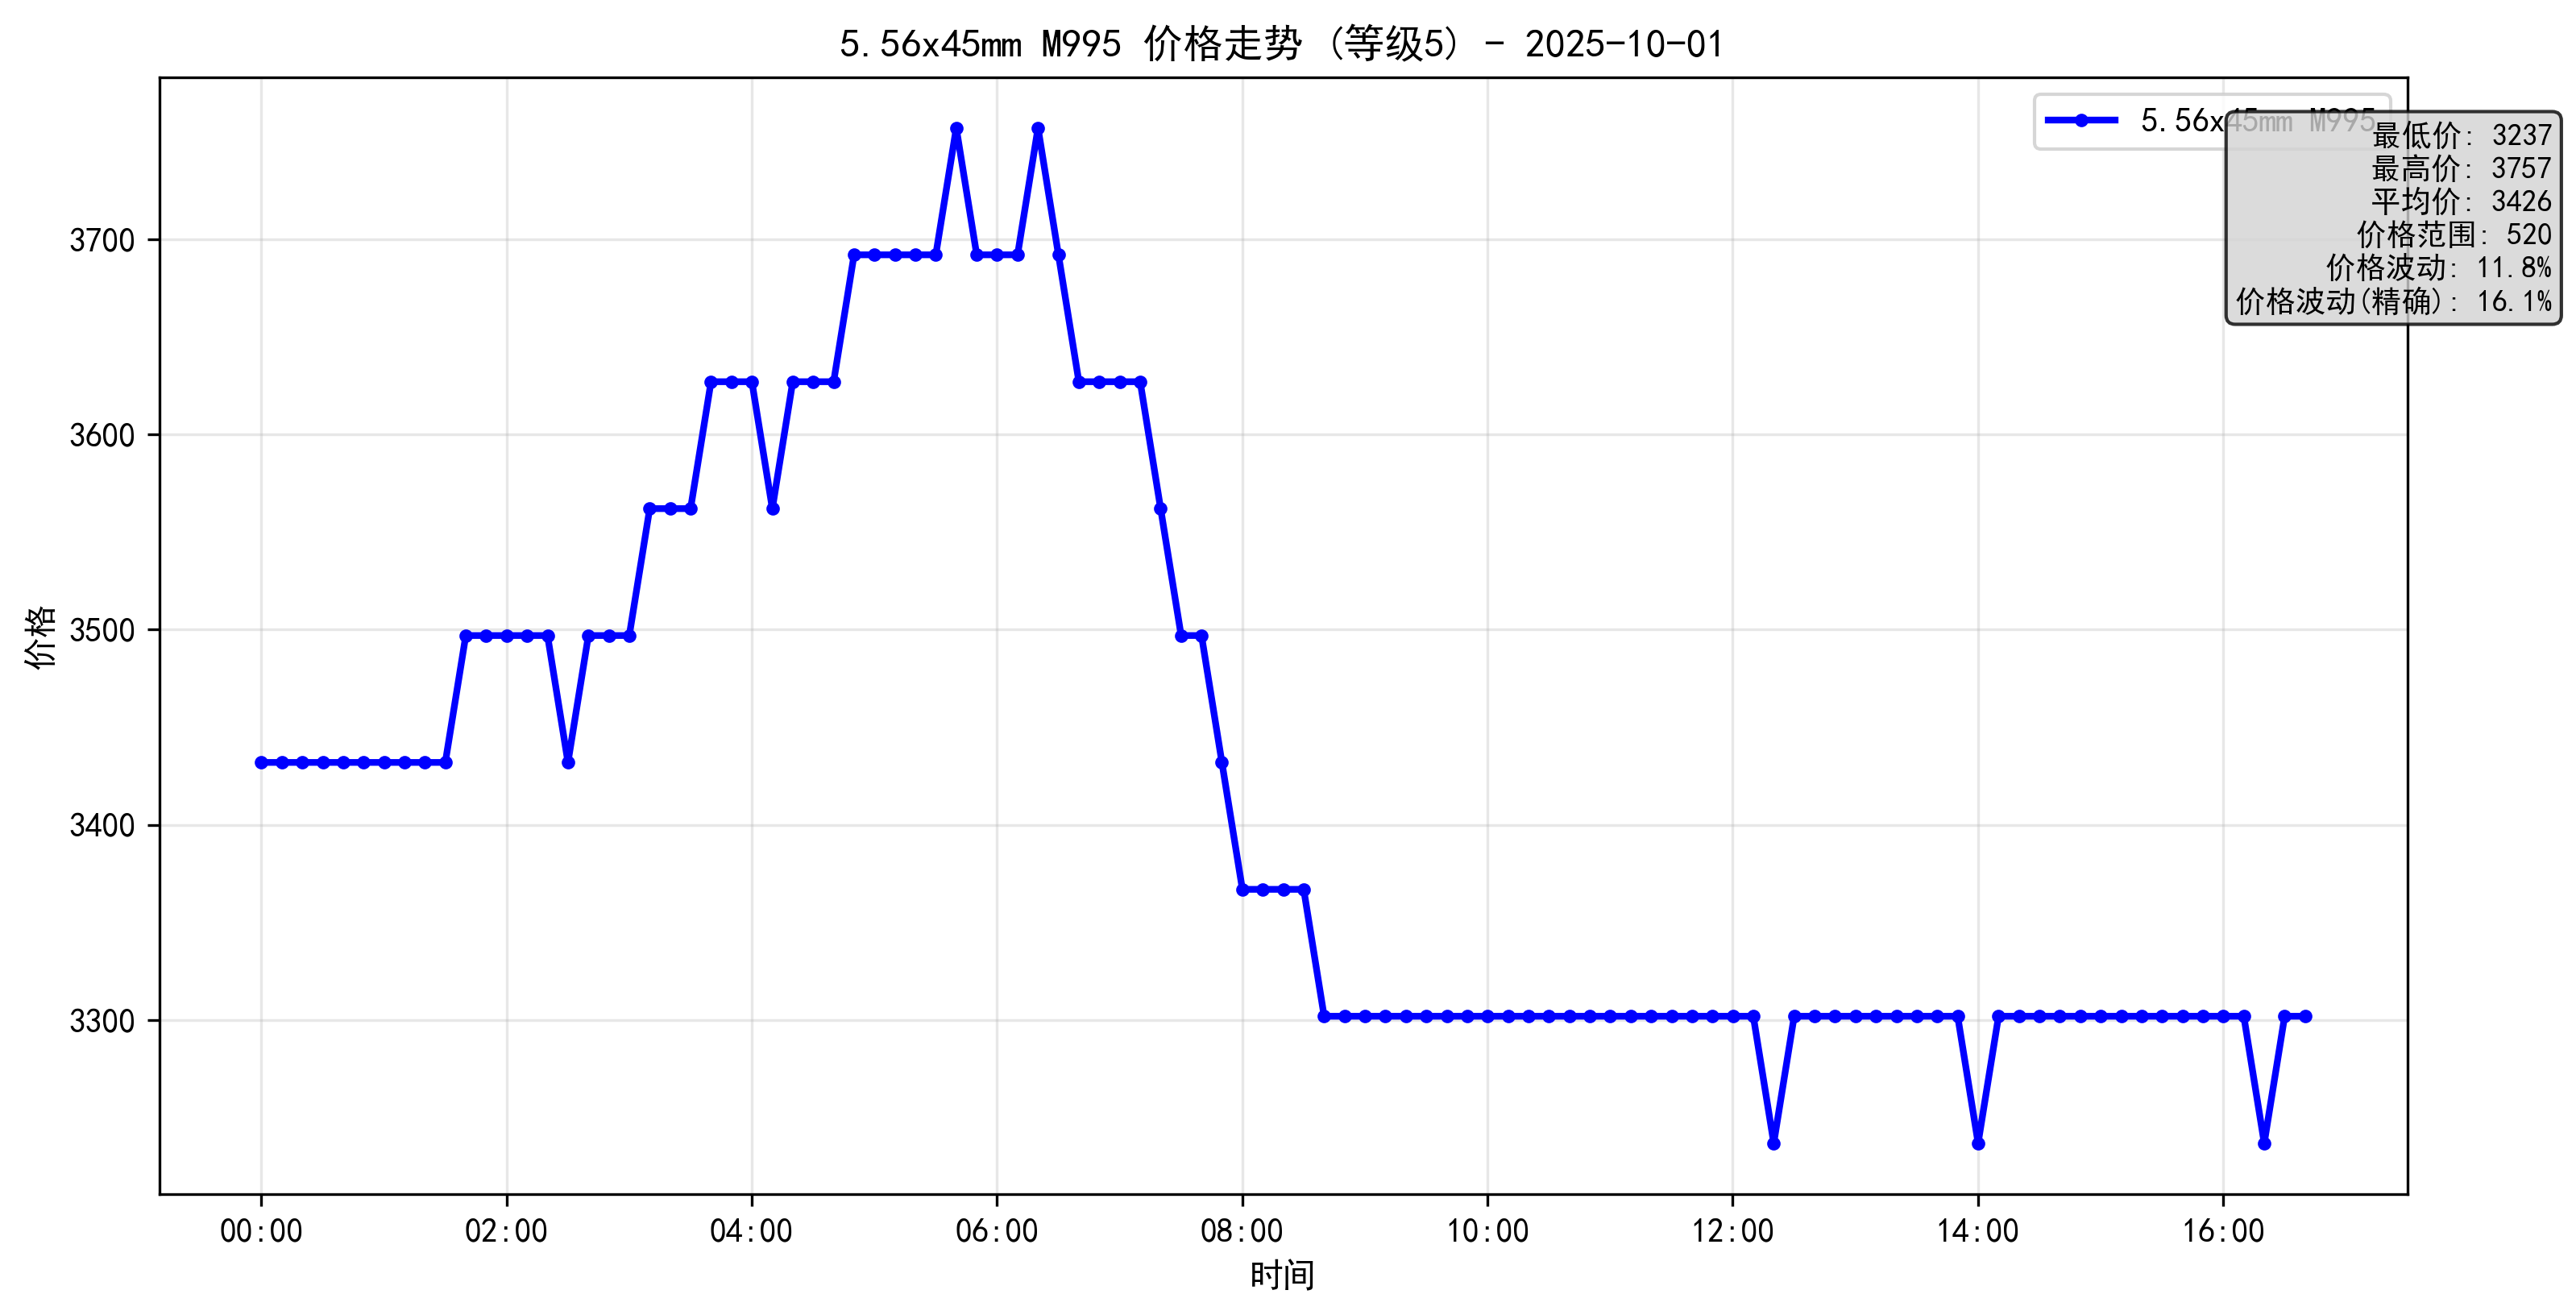 5.56x45mm M995 价格走势 (等级5) - 2025-10-01
5.56x45mm M995
最低价: 3237
最高价: 3757
平均价: 3426
价格范围: 520
价格波动: 11.8%
价格波动(精确): 16.1%
3700
3600
3500
3400
3300
价格
00:00 02:00 04:00 06:00 08:00 10:00 12:00 14:00 16:00
时间